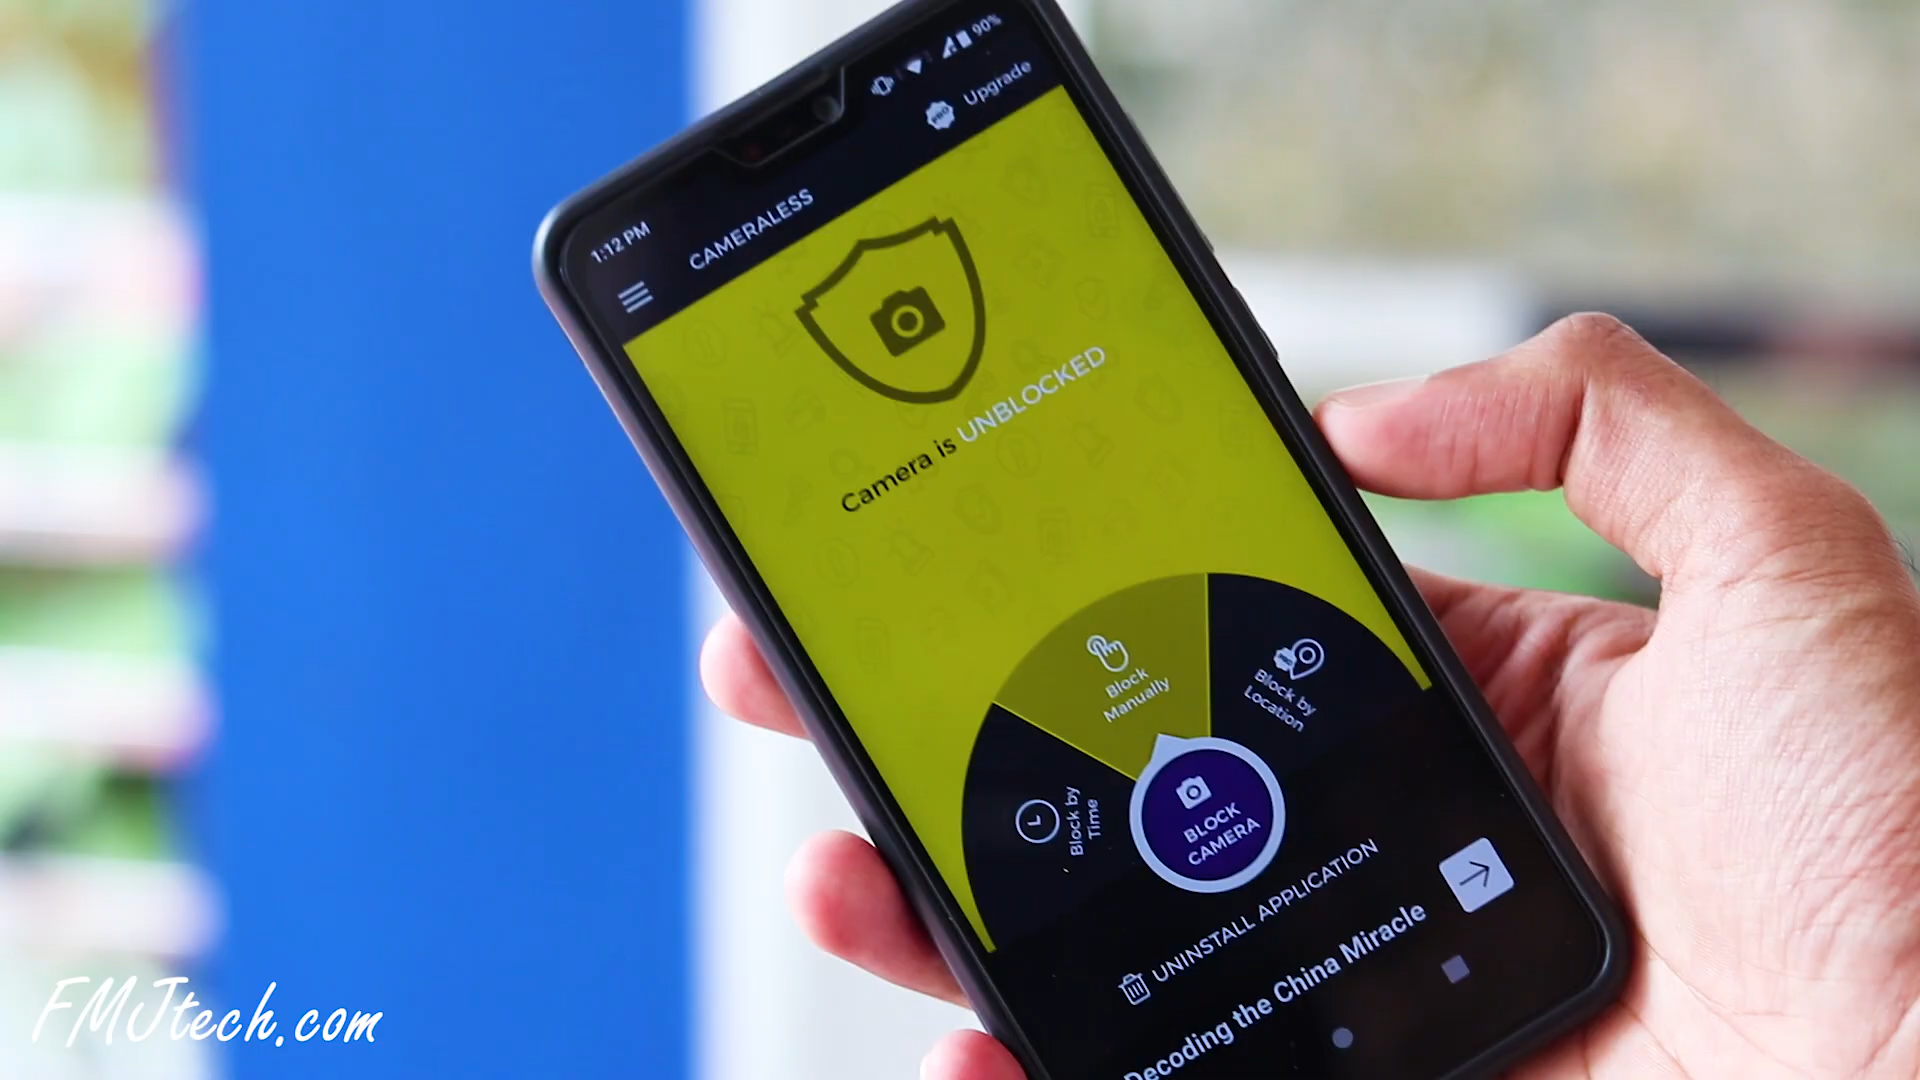 1:12 PM
90%
CAMERALESS
PRO
Upgrade
Camera is UNBLOCKED
Block
Manually
Block by
Location
Block by
Time
BLOCK
CAMERA
UNINSTALL APPLICATION
Decoding the China Miracle
FMJtech.com